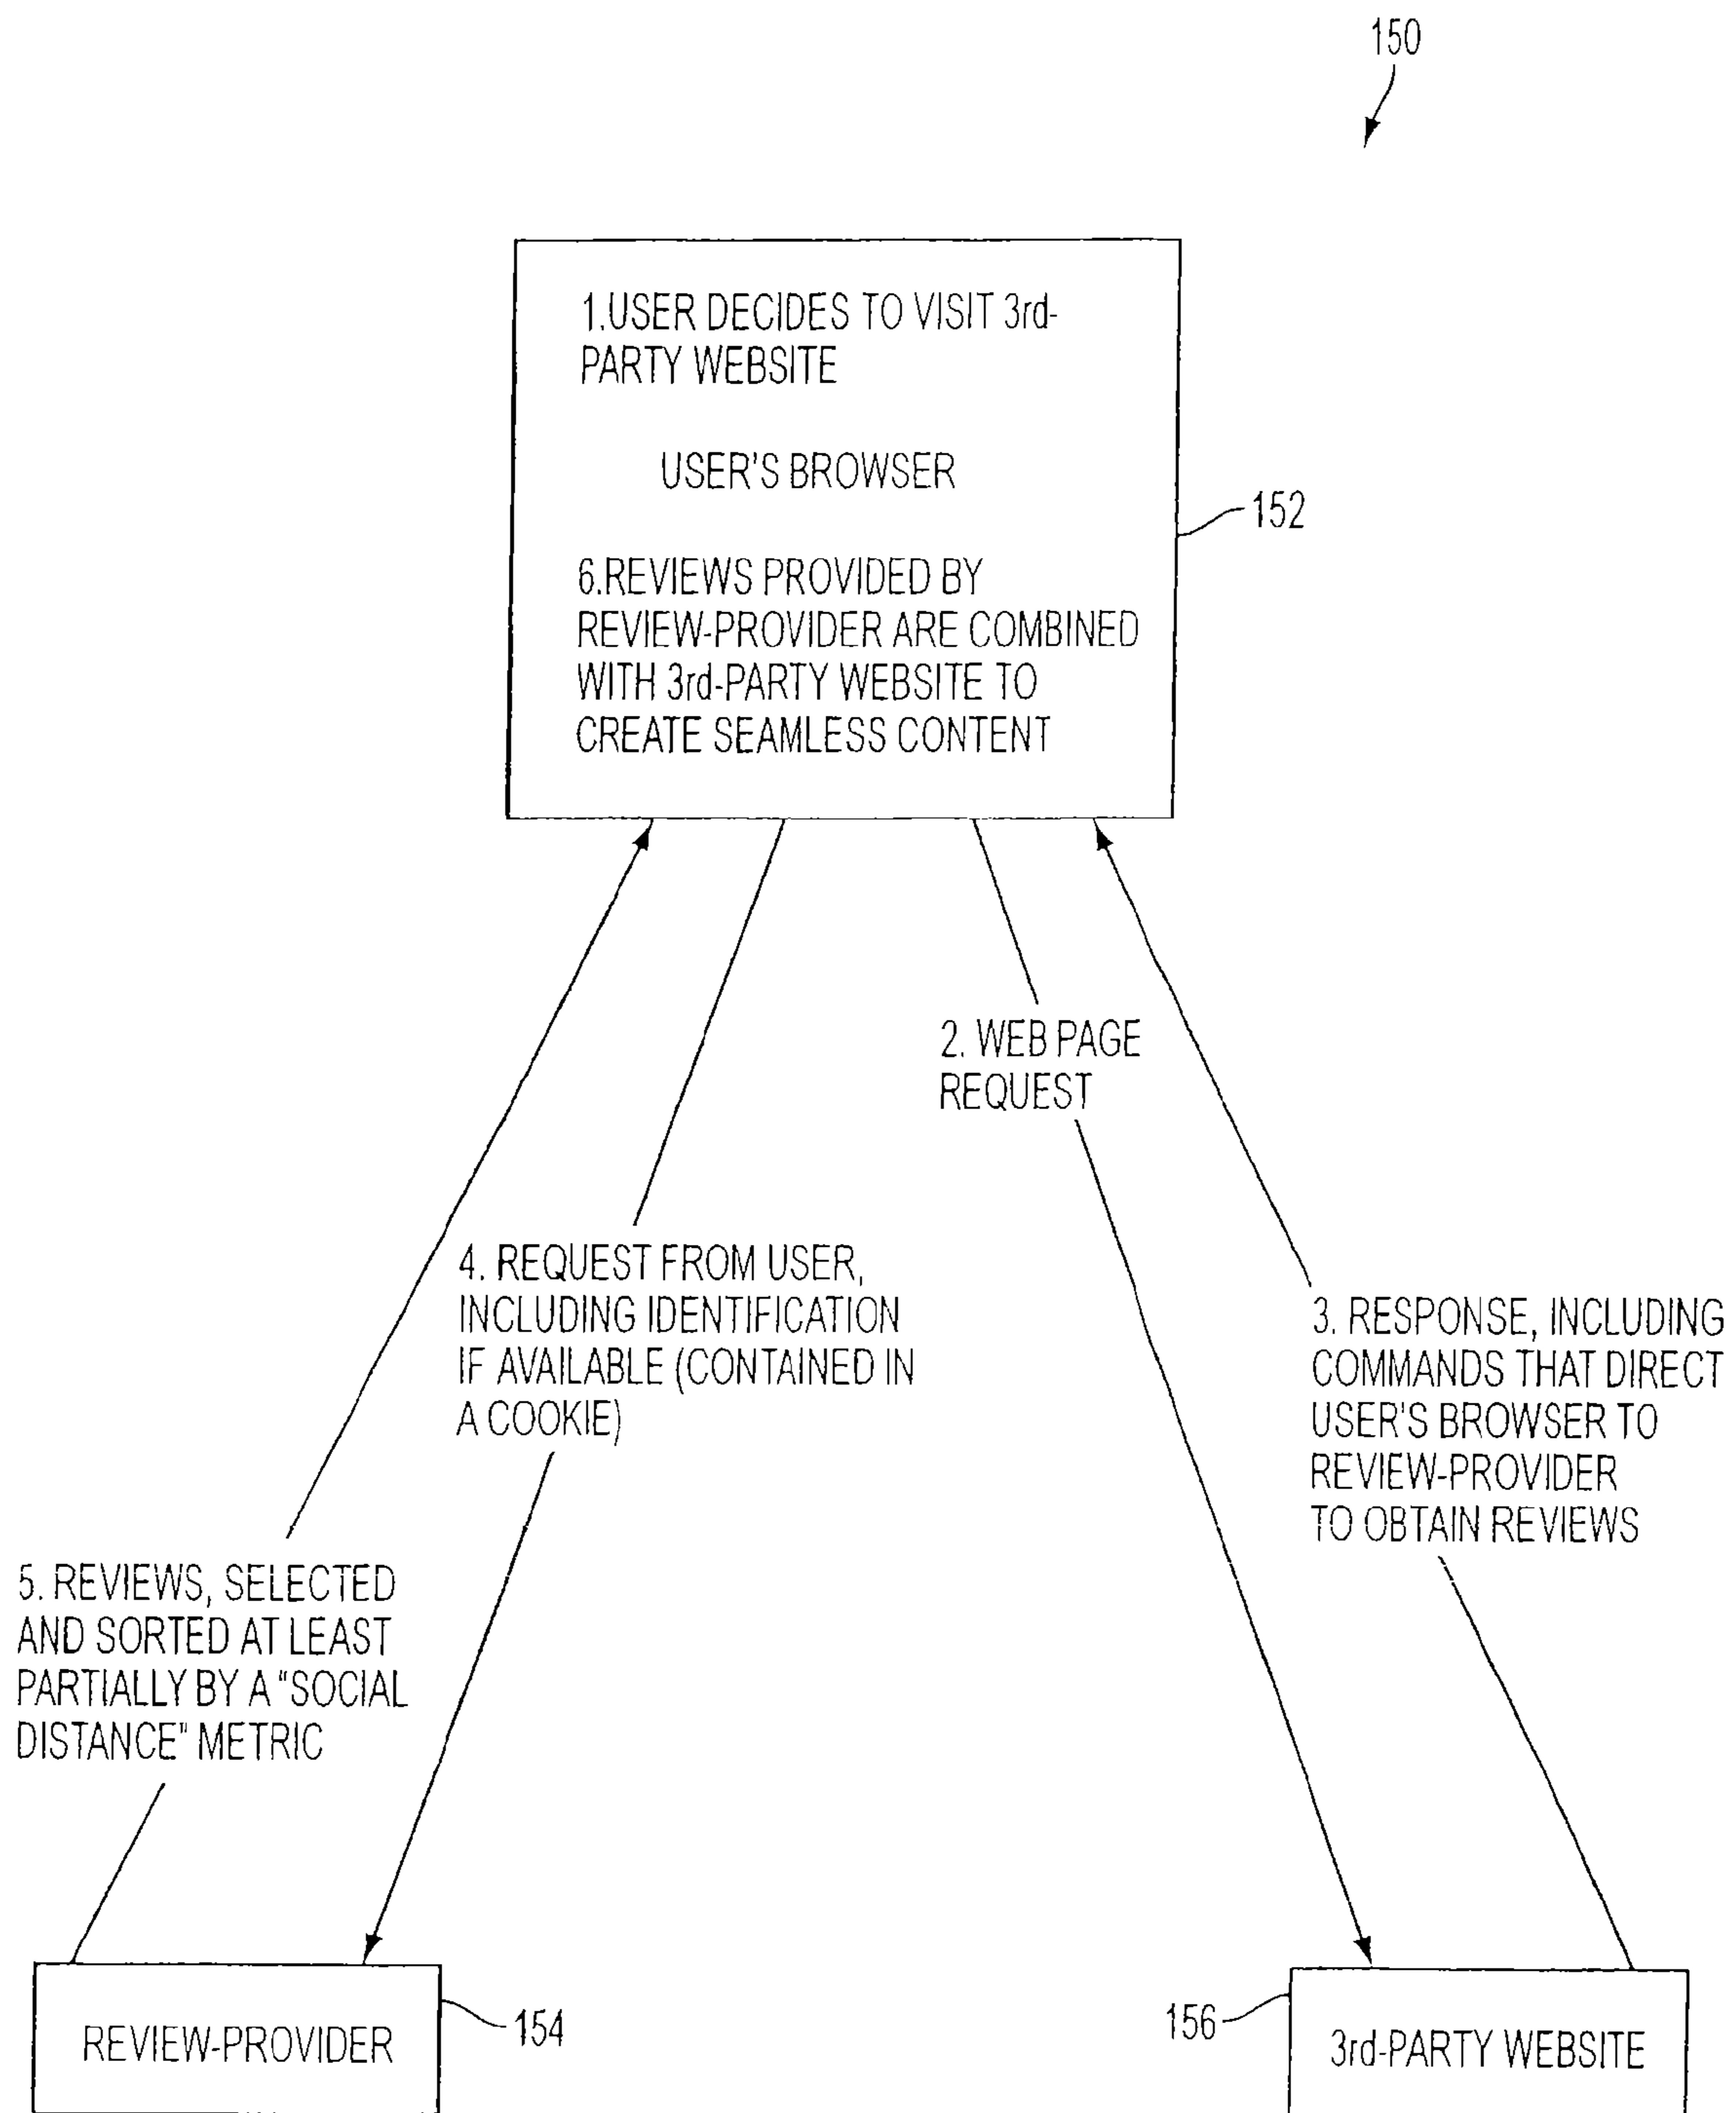 150
1.USER DECIDES TO VISIT 3rd-
PARTY WEBSITE
USER'S BROWSER
152
6.REVIEWS PROVIDED BY
REVIEW-PROVIDER ARE COMBINED
WITH 3rd-PARTY WEBSITE TO
CREATE SEAMLESS CONTENT
2. WEB PAGE
REQUEST
3. RESPONSE, INCLUDING
COMMANDS THAT DIRECT
USER'S BROWSER TO
REVIEW-PROVIDER
TO OBTAIN REVIEWS
4. REQUEST FROM USER,
INCLUDING IDENTIFICATION
IF AVAILABLE (CONTAINED IN
A COOKIE)
5. REVIEWS, SELECTED
AND SORTED AT LEAST
PARTIALLY BY A "SOCIAL
DISTANCE" METRIC
REVIEW-PROVIDER
154
156
3rd-PARTY WEBSITE